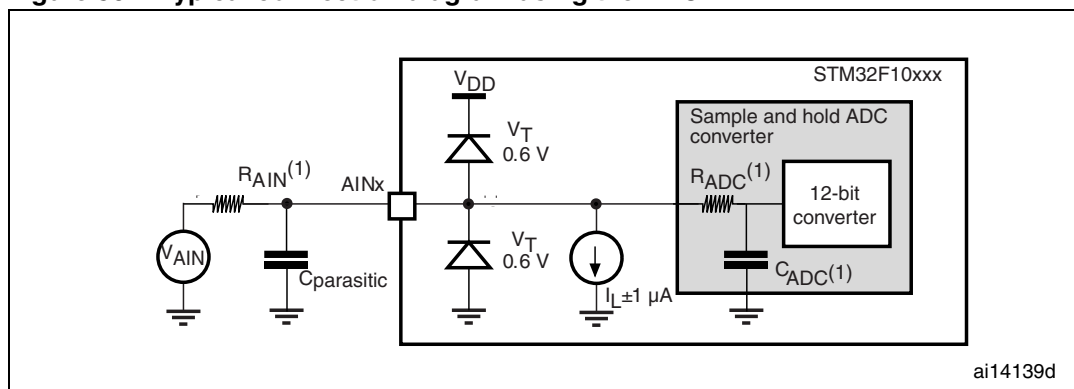 STM32F10xxx
VDD
Sample and hold ADC
converter
VT
0.6 V
RAIN(1)
AINx
RADC(1)
12-bit
converter
VAIN
Cparasitic
VT
0.6 V
IL±1 µA
CADC(1)
ai14139d